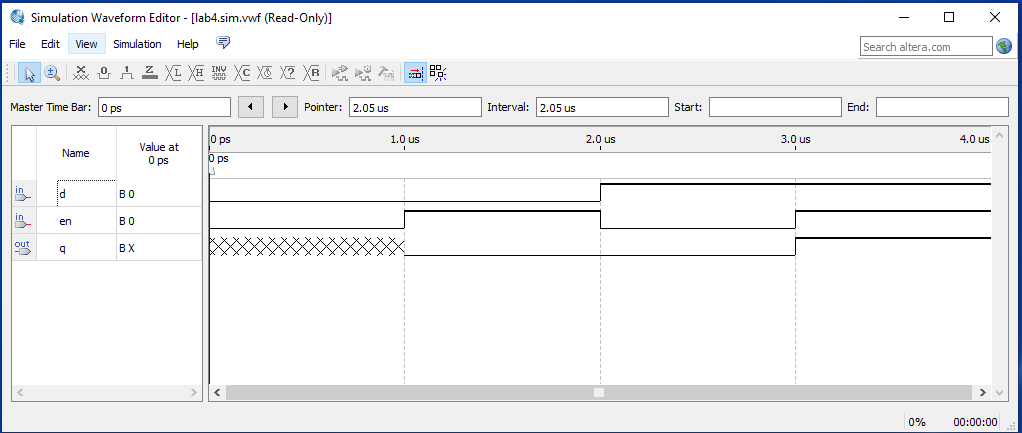 Simulation Waveform Editor - [lab4.sim.vwf (Read-Only)]
File Edit View Simulation Help
Search altera.com
Master Time Bar: 0 ps Pointer: 2.05 us Interval: 2.05 us Start: End:
Name Value at 0 ps
0 ps 1.0 us 2.0 us 3.0 us 4.0 us
0 ps
in d B 0
in en B 0
out q B X
0% 00:00:00